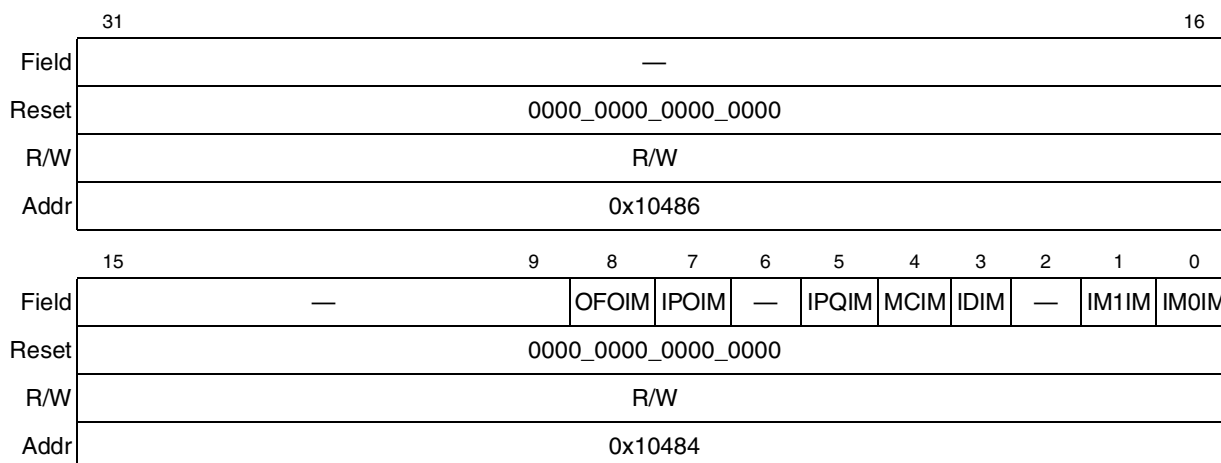 31 16
Field —
Reset 0000_0000_0000_0000
R/W R/W
Addr 0x10486
15 9 8 7 6 5 4 3 2 1 0
Field — OFOIM IPOIM — IPQIM MCIM IDIM — IM1IM IM0IM
Reset 0000_0000_0000_0000
R/W R/W
Addr 0x10484